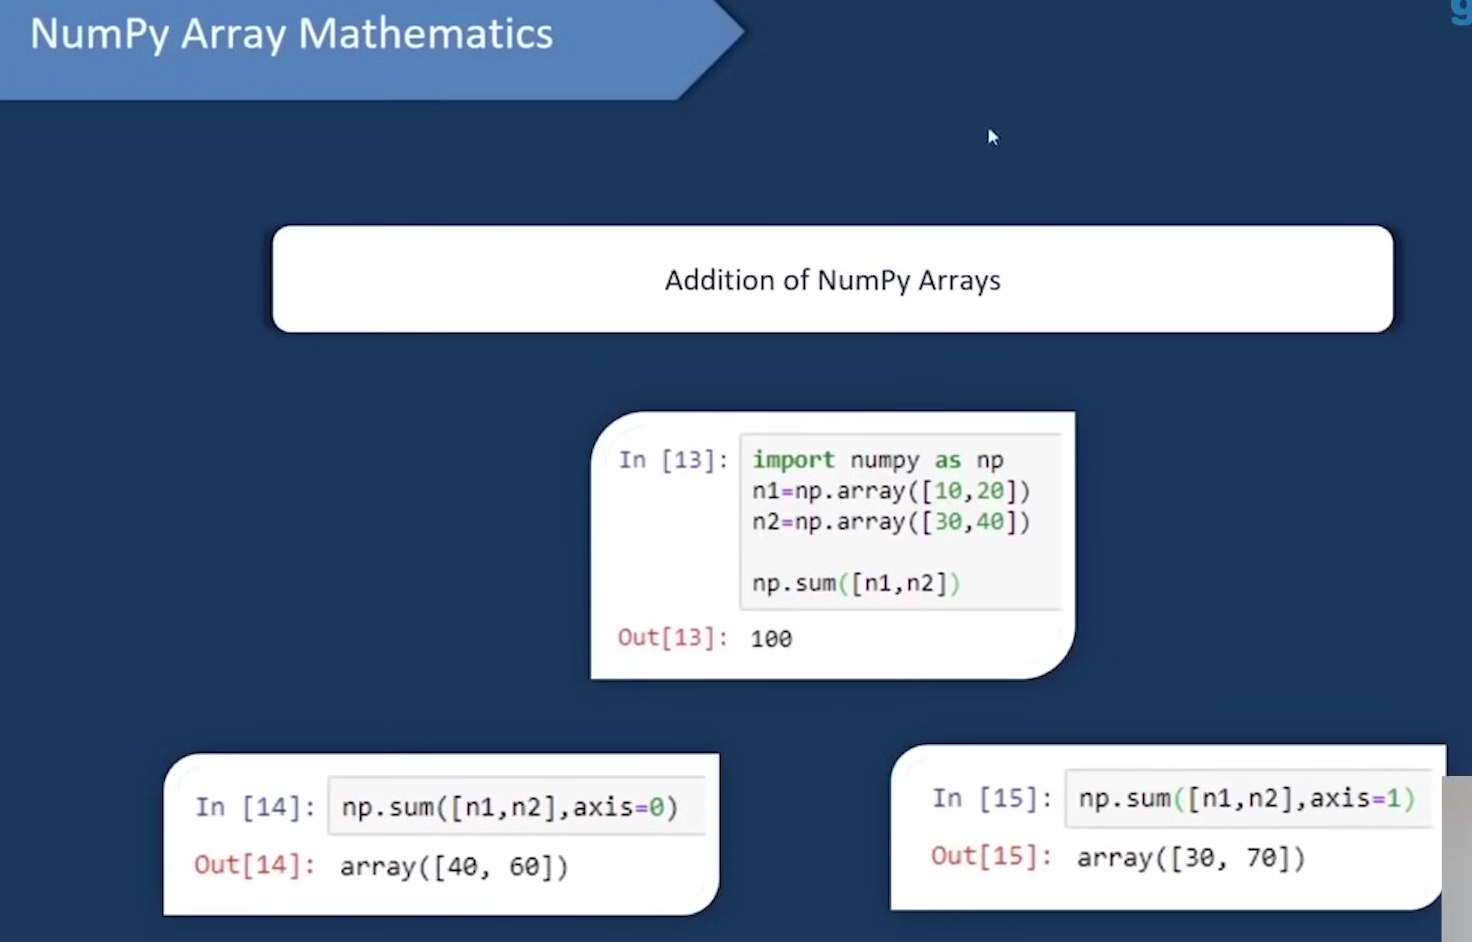 NumPy Array Mathematics
Addition of NumPy Arrays
In [13]: import numpy as np
n1=np.array([10,20])
n2=np.array([30,40])
np.sum([n1,n2])
Out[13]: 100
In [14]: np.sum([n1,n2],axis=0)
Out[14]: array([40, 60])
In [15]: np.sum([n1,n2],axis=1)
Out[15]: array([30, 70])